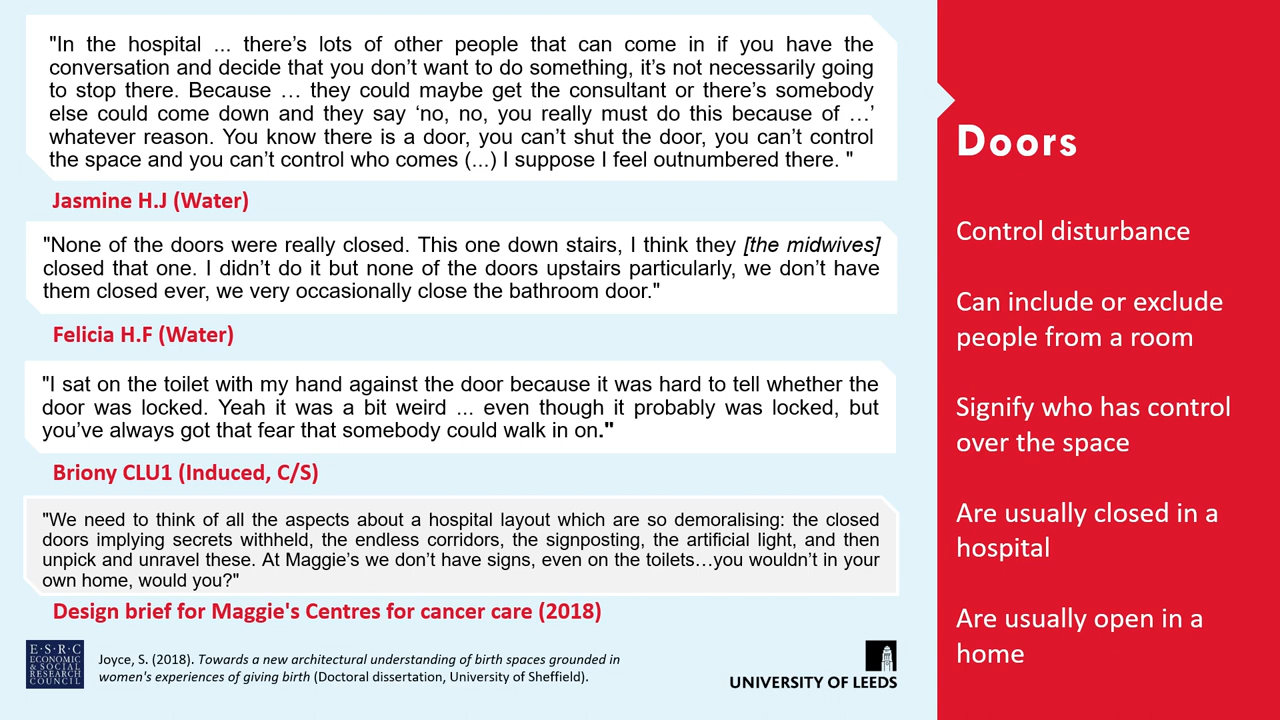 "In the hospital ... there's lots of other people that can come in if you have the
conversation and decide that you don't want to do something, it's not necessarily going
to stop there. Because … they could maybe get the consultant or there's somebody
else could come down and they say 'no, no, you really must do this because of …'
whatever reason. You know there is a door, you can't shut the door, you can't control
the space and you can't control who comes (...) I suppose I feel outnumbered there. "
Jasmine H.J (Water)
"None of the doors were really closed. This one down stairs, I think they [the midwives]
closed that one. I didn't do it but none of the doors upstairs particularly, we don't have
them closed ever, we very occasionally close the bathroom door."
Felicia H.F (Water)
"I sat on the toilet with my hand against the door because it was hard to tell whether the
door was locked. Yeah it was a bit weird ... even though it probably was locked, but
you've always got that fear that somebody could walk in on."
Briony CLU1 (Induced, C/S)
"We need to think of all the aspects about a hospital layout which are so demoralising: the closed
doors implying secrets withheld, the endless corridors, the signposting, the artificial light, and then
unpick and unravel these. At Maggie's we don't have signs, even on the toilets…you wouldn't in your
own home, would you?"
Design brief for Maggie's Centres for cancer care (2018)
E·S·R·C
ECONOMIC
& SOCIAL
RESEARCH
COUNCIL
Joyce, S. (2018). Towards a new architectural understanding of birth spaces grounded in
women's experiences of giving birth (Doctoral dissertation, University of Sheffield).
UNIVERSITY OF LEEDS
Doors
Control disturbance
Can include or exclude
people from a room
Signify who has control
over the space
Are usually closed in a
hospital
Are usually open in a
home